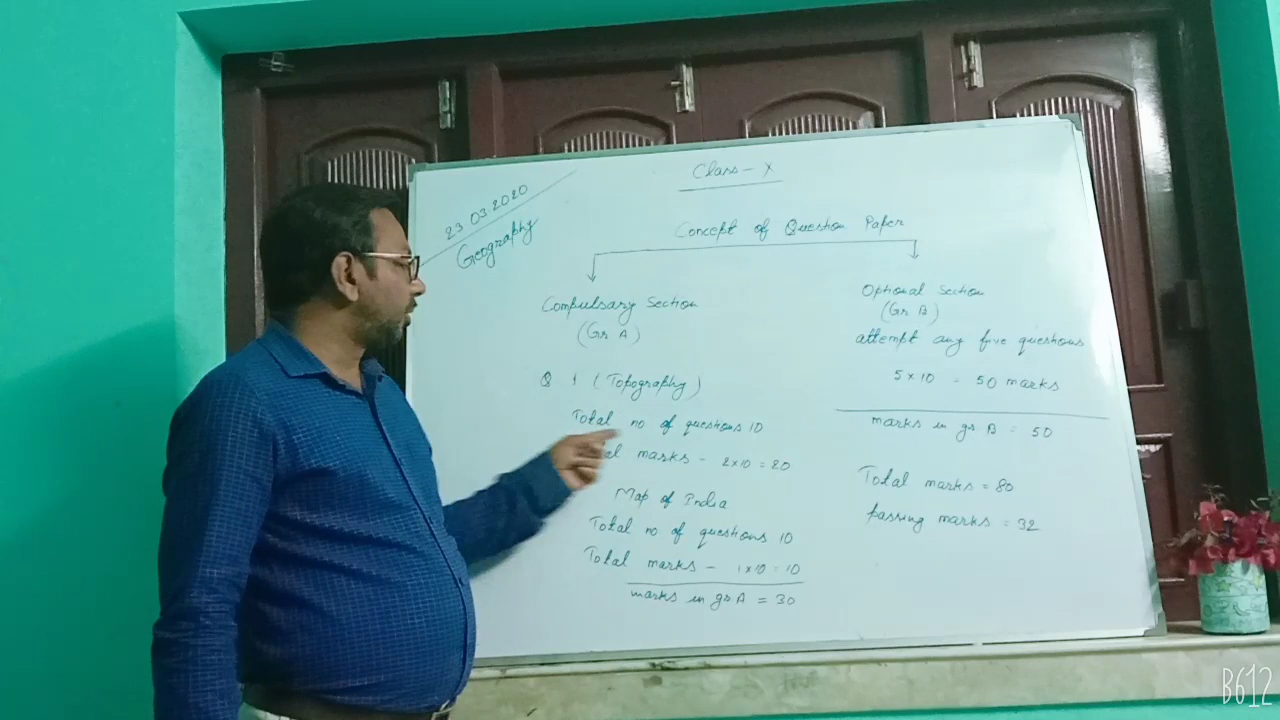 23.03.2020
Geography
Class - X
Concept of Question Paper
Compulsary Section
(Gr A)
Q 1 (Topography)
Total no of questions 10
al marks - 2x10 = 20
Map of India
Total no of questions 10
Total marks - 1x10 = 10
marks in gr A = 30
Optional Section
(Gr B)
attempt any five questions
5x10 = 50 marks
marks in gr B = 50
Total marks = 80
passing marks = 32
B612